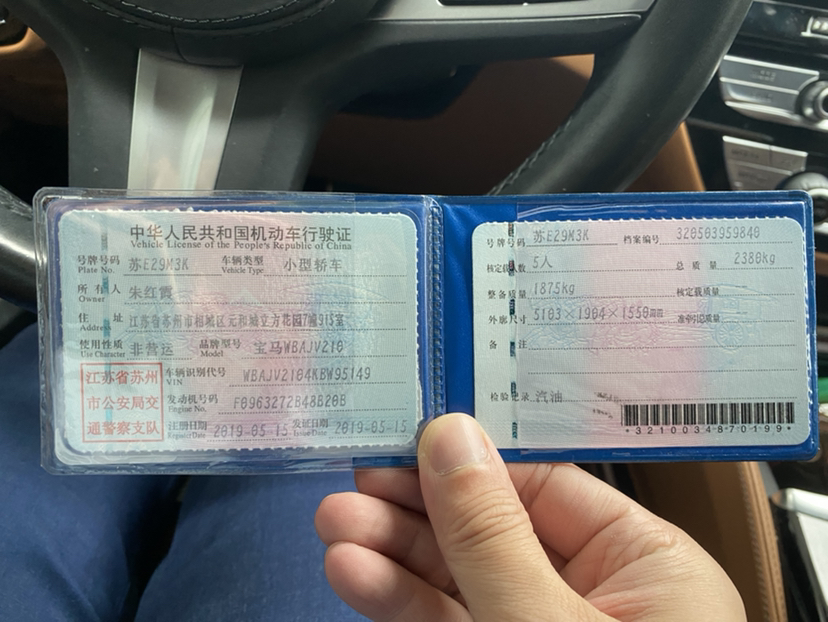 中华人民共和国机动车行驶证
Vehicle License of the People's Republic of China
号牌号码 苏E29M3K 车辆类型 小型轿车
Plate No. Vehicle Type
所有人 朱红霞
Owner
住址 江苏省苏州市相城区元和城立方花园7幢915室
Address
使用性质 非营运 品牌型号 宝马WBAJV210
Use Character Model
江苏省苏州
市公安局交
通警察支队
车辆识别代号 WBAJV2104KBW95149
VIN
发动机号码 F0963272B48B20B
Engine No.
注册日期 2019-05-15 发证日期 2019-05-15
Register Date Issue Date
号牌号码 苏E29M3K 档案编号 320503959840
核定载人数 5人 总质量 2380kg
整备质量 1875kg 核定载质量
外廓尺寸 5103×1904×1550mm 准牵引总质量
备注
检验记录 汽油
*3210034870199*